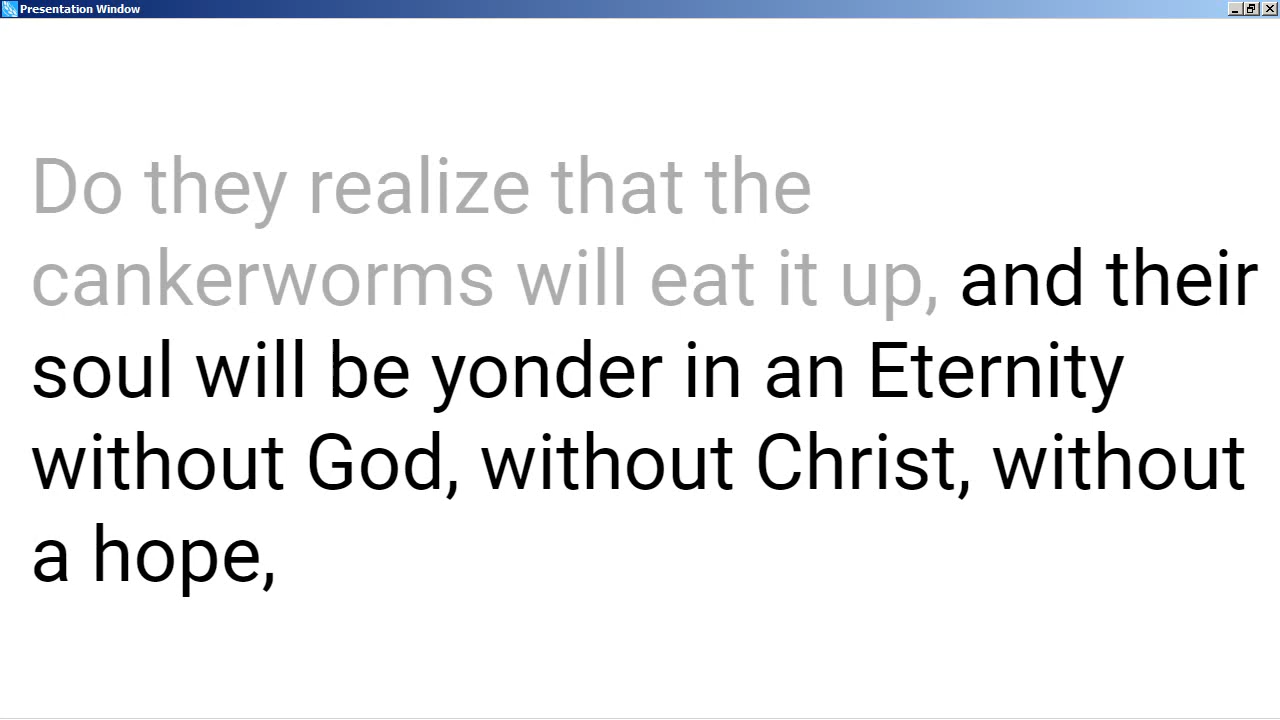 Presentation Window
Do they realize that the
cankerworms will eat it up, and their
soul will be yonder in an Eternity
without God, without Christ, without
a hope,